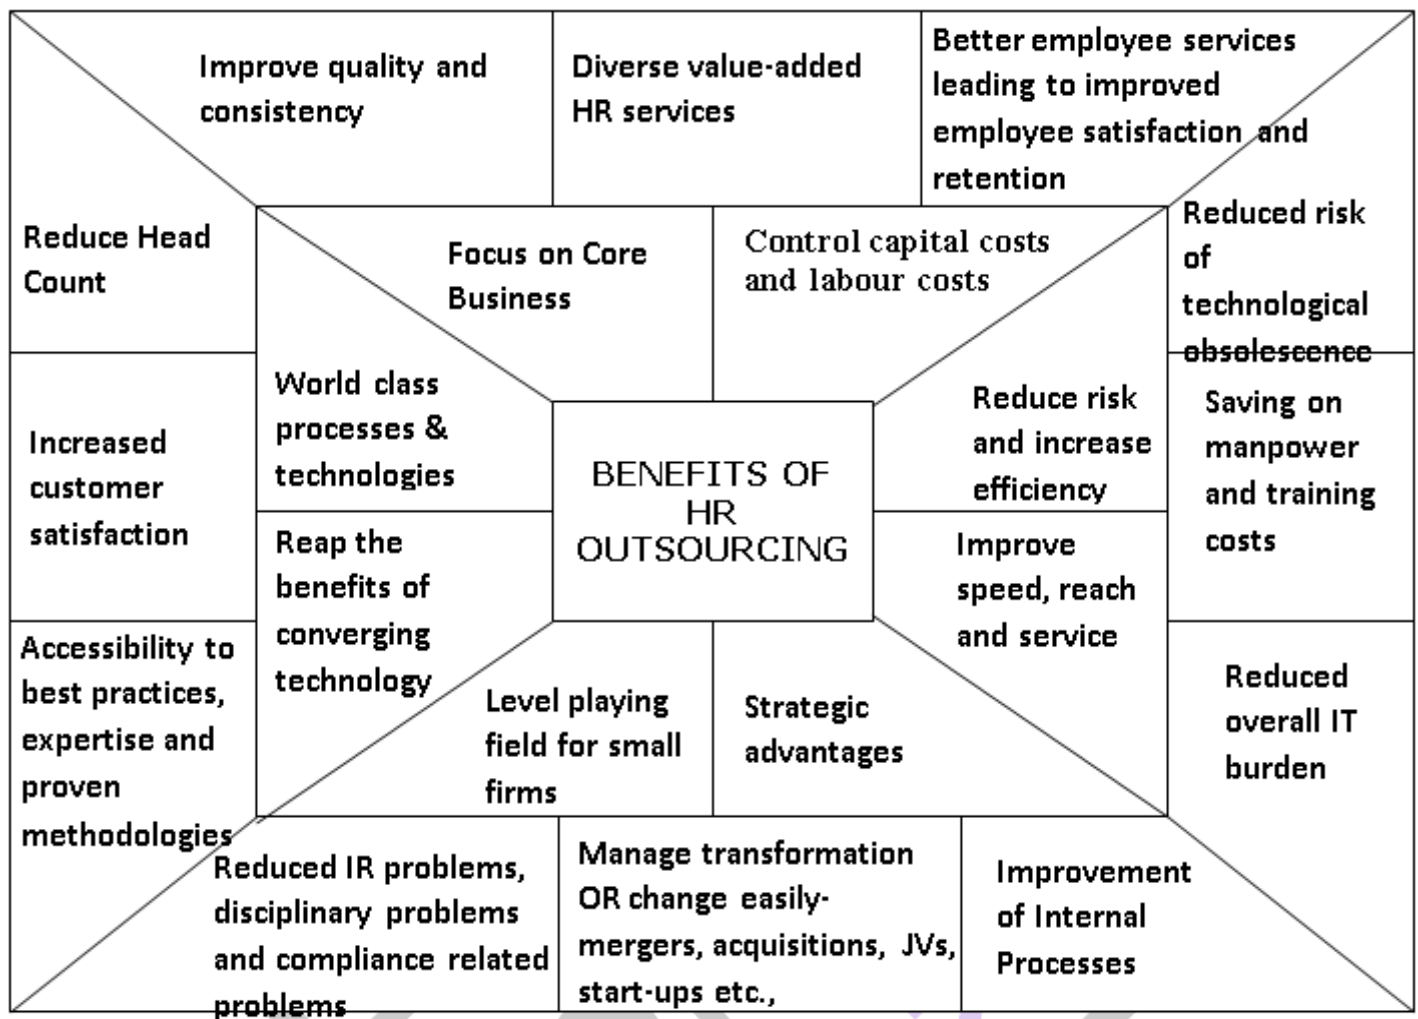 Improve quality and
consistency
Diverse value-added
HR services
Better employee services
leading to improved
employee satisfaction and
retention
Reduce Head
Count
Focus on Core
Business
Control capital costs
and labour costs
Reduced risk
of
technological
obsolescence
World class
processes &
technologies
Reduce risk
and increase
efficiency
Increased
customer
satisfaction
BENEFITS OF
HR
OUTSOURCING
Saving on
manpower
and training
costs
Reap the
benefits of
converging
technology
Improve
speed, reach
and service
Accessibility to
best practices,
expertise and
proven
methodologies
Level playing
field for small
firms
Strategic
advantages
Reduced
overall IT
burden
Reduced IR problems,
disciplinary problems
and compliance related
problems
Manage transformation
OR change easily-
mergers, acquisitions, JVs,
start-ups etc.,
Improvement
of Internal
Processes